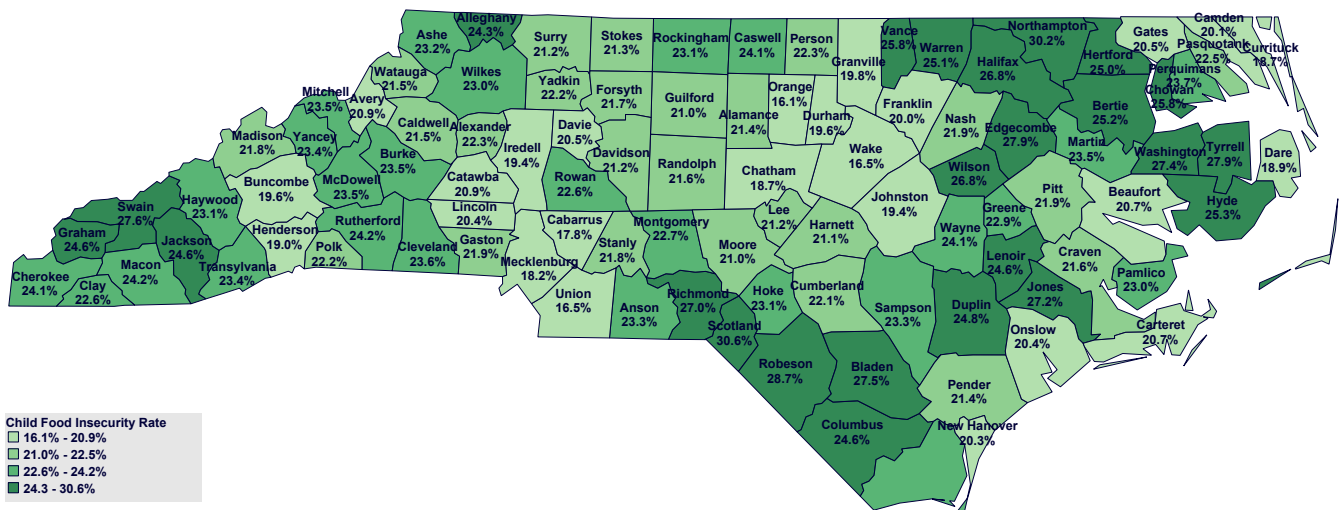 Alleghany
24.3%
Ashe
23.2%
Surry
21.2%
Stokes
21.3%
Rockingham
23.1%
Caswell
24.1%
Person
22.3%
Granville
19.8%
Vance
25.8%
Warren
25.1%
Northampton
30.2%
Halifax
26.8%
Hertford
25.0%
Gates
20.5%
Camden
20.1%
Pasquotank
22.5%
Currituck
18.7%
Perquimans
23.7%
Chowan
25.8%
Bertie
25.2%
Watauga
21.5%
Wilkes
23.0%
Yadkin
22.2%
Forsyth
21.7%
Guilford
21.0%
Alamance
21.4%
Orange
16.1%
Durham
19.6%
Franklin
20.0%
Nash
21.9%
Edgecombe
27.9%
Martin
23.5%
Washington
27.4%
Tyrrell
27.9%
Dare
18.9%
Mitchell
23.5%
Avery
20.9%
Caldwell
21.5%
Alexander
22.3%
Iredell
19.4%
Davie
20.5%
Davidson
21.2%
Randolph
21.6%
Chatham
18.7%
Wake
16.5%
Wilson
26.8%
Pitt
21.9%
Beaufort
20.7%
Hyde
25.3%
Madison
21.8%
Yancey
23.4%
Burke
23.5%
McDowell
23.5%
Catawba
20.9%
Rowan
22.6%
Johnston
19.4%
Greene
22.9%
Buncombe
19.6%
Haywood
23.1%
Swain
27.6%
Graham
24.6%
Jackson
24.6%
Cherokee
24.1%
Clay
22.6%
Macon
24.2%
Transylvania
23.4%
Henderson
19.0%
Polk
22.2%
Rutherford
24.2%
Cleveland
23.6%
Lincoln
20.4%
Gaston
21.9%
Mecklenburg
18.2%
Cabarrus
17.8%
Stanly
21.8%
Montgomery
22.7%
Moore
21.0%
Lee
21.2%
Harnett
21.1%
Wayne
24.1%
Lenoir
24.6%
Craven
21.6%
Pamlico
23.0%
Jones
27.2%
Union
16.5%
Anson
23.3%
Richmond
27.0%
Scotland
30.6%
Hoke
23.1%
Cumberland
22.1%
Sampson
23.3%
Duplin
24.8%
Onslow
20.4%
Carteret
20.7%
Robeson
28.7%
Bladen
27.5%
Pender
21.4%
Columbus
24.6%
New Hanover
20.3%
Child Food Insecurity Rate
16.1% - 20.9%
21.0% - 22.5%
22.6% - 24.2%
24.3 - 30.6%